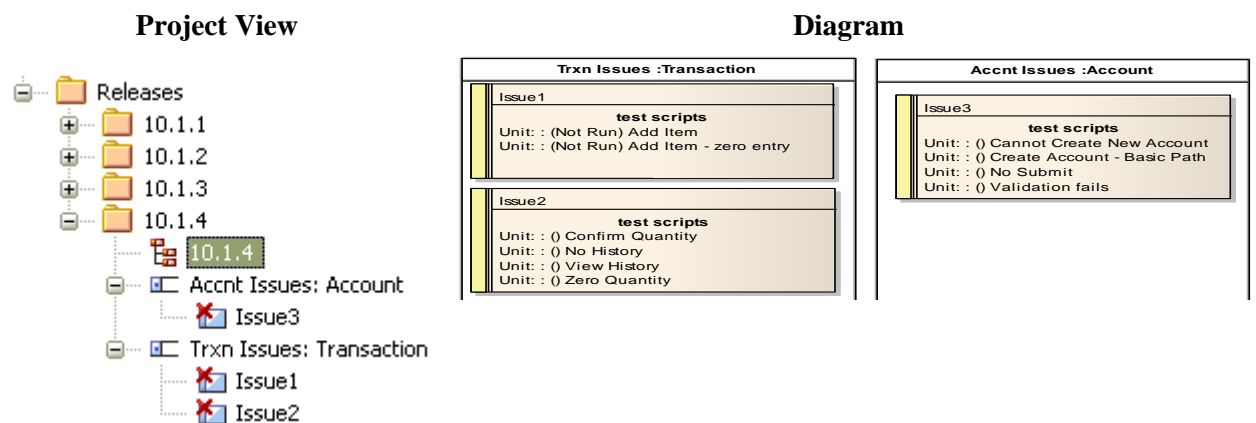 Project View
Releases
10.1.1
10.1.2
10.1.3
10.1.4
10.1.4
Accnt Issues: Account
Issue3
Trxn Issues: Transaction
Issue1
Issue2
Diagram
Trxn Issues :Transaction
Issue1
test scripts
Unit: : (Not Run) Add Item
Unit: : (Not Run) Add Item - zero entry
Issue2
test scripts
Unit: : () Confirm Quantity
Unit: : () No History
Unit: : () View History
Unit: : () Zero Quantity
Accnt Issues :Account
Issue3
test scripts
Unit: : () Cannot Create New Account
Unit: : () Create Account - Basic Path
Unit: : () No Submit
Unit: : () Validation fails